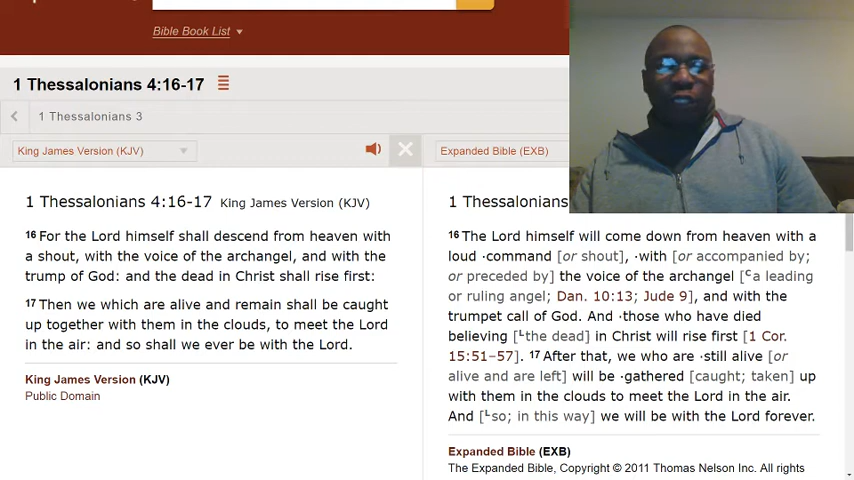 Bible Book List
1 Thessalonians 4:16-17
1 Thessalonians 3
King James Version (KJV)
Expanded Bible (EXB)
1 Thessalonians 4:16-17 King James Version (KJV)
16 For the Lord himself shall descend from heaven with
a shout, with the voice of the archangel, and with the
trump of God: and the dead in Christ shall rise first:
17 Then we which are alive and remain shall be caught
up together with them in the clouds, to meet the Lord
in the air: and so shall we ever be with the Lord.
King James Version (KJV)
Public Domain
1 Thessalonians
16 The Lord himself will come down from heaven with a
loud ·command [or shout], ·with [or accompanied by;
or preceded by] the voice of the archangel [ᶜa leading
or ruling angel; Dan. 10:13; Jude 9], and with the
trumpet call of God. And ·those who have died
believing [ᴸthe dead] in Christ will rise first [1 Cor.
15:51–57]. 17 After that, we who are ·still alive [or
alive and are left] will be ·gathered [caught; taken] up
with them in the clouds to meet the Lord in the air.
And [ᴸso; in this way] we will be with the Lord forever.
Expanded Bible (EXB)
The Expanded Bible, Copyright © 2011 Thomas Nelson Inc. All rights